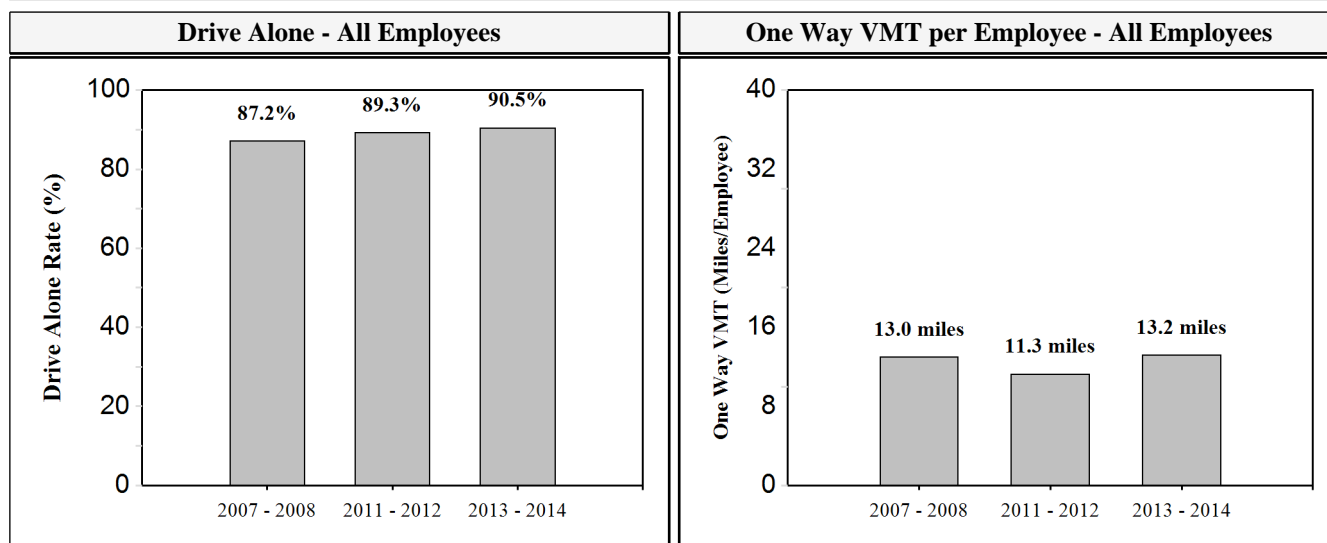 Drive Alone - All Employees
One Way VMT per Employee - All Employees
Drive Alone Rate (%)
100
80
60
40
20
0
87.2%
89.3%
90.5%
2007 - 2008
2011 - 2012
2013 - 2014
One Way VMT (Miles/Employee)
40
32
24
16
8
0
13.0 miles
11.3 miles
13.2 miles
2007 - 2008
2011 - 2012
2013 - 2014